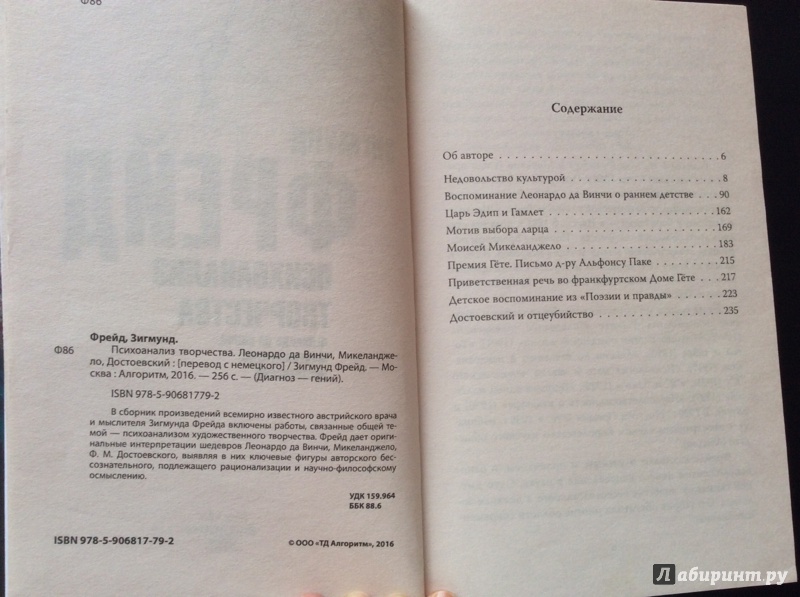 Ф86
Фрейд, Зигмунд.
Ф86 Психоанализ творчества. Леонардо да Винчи, Микеландже-
ло, Достоевский : [перевод с немецкого] / Зигмунд Фрейд. — Мо-
сква : Алгоритм, 2016. — 256 с. — (Диагноз — гений).
ISBN 978-5-90681779-2
В сборник произведений всемирно известного австрийского врача
и мыслителя Зигмунда Фрейда включены работы, связанные общей те-
мой — психоанализом художественного творчества. Фрейд дает ориги-
нальные интерпретации шедевров Леонардо да Винчи, Микеланджело,
Ф. М. Достоевского, выявляя в них ключевые фигуры авторского бес-
сознательного, подлежащего рационализации и научно-философскому
осмыслению.
УДК 159.964
ББК 88.6
ISBN 978-5-906817-79-2
© ООО «ТД Алгоритм», 2016
Содержание
Об авторе . . . . . . . . . . . . . . . . . . . . . . . . . . . . . . 6
Недовольство культурой . . . . . . . . . . . . . . . . . . . . 8
Воспоминание Леонардо да Винчи о раннем детстве . . . 90
Царь Эдип и Гамлет . . . . . . . . . . . . . . . . . . . . . . 162
Мотив выбора ларца . . . . . . . . . . . . . . . . . . . . . 169
Моисей Микеланджело . . . . . . . . . . . . . . . . . . . . 183
Премия Гёте. Письмо д-ру Альфонсу Паке . . . . . . . . 215
Приветственная речь во франкфуртском Доме Гёте . . . 217
Детское воспоминание из «Поэзии и правды» . . . . . . 223
Достоевский и отцеубийство . . . . . . . . . . . . . . . . 235
Лабиринт.ру